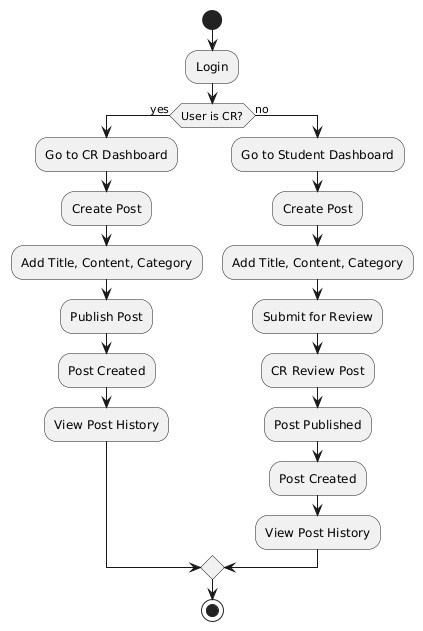 Login
yes
User is CR?
no
Go to CR Dashboard
Create Post
Add Title, Content, Category
Publish Post
Post Created
View Post History
Go to Student Dashboard
Create Post
Add Title, Content, Category
Submit for Review
CR Review Post
Post Published
Post Created
View Post History